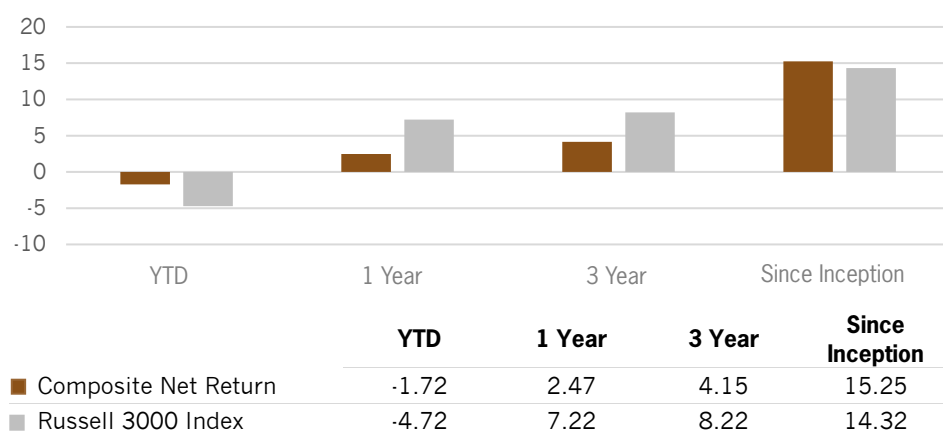 20
15
10
5
0
-5
-10
YTD 1 Year 3 Year Since Inception
YTD 1 Year 3 Year Since Inception
Composite Net Return -1.72 2.47 4.15 15.25
Russell 3000 Index -4.72 7.22 8.22 14.32